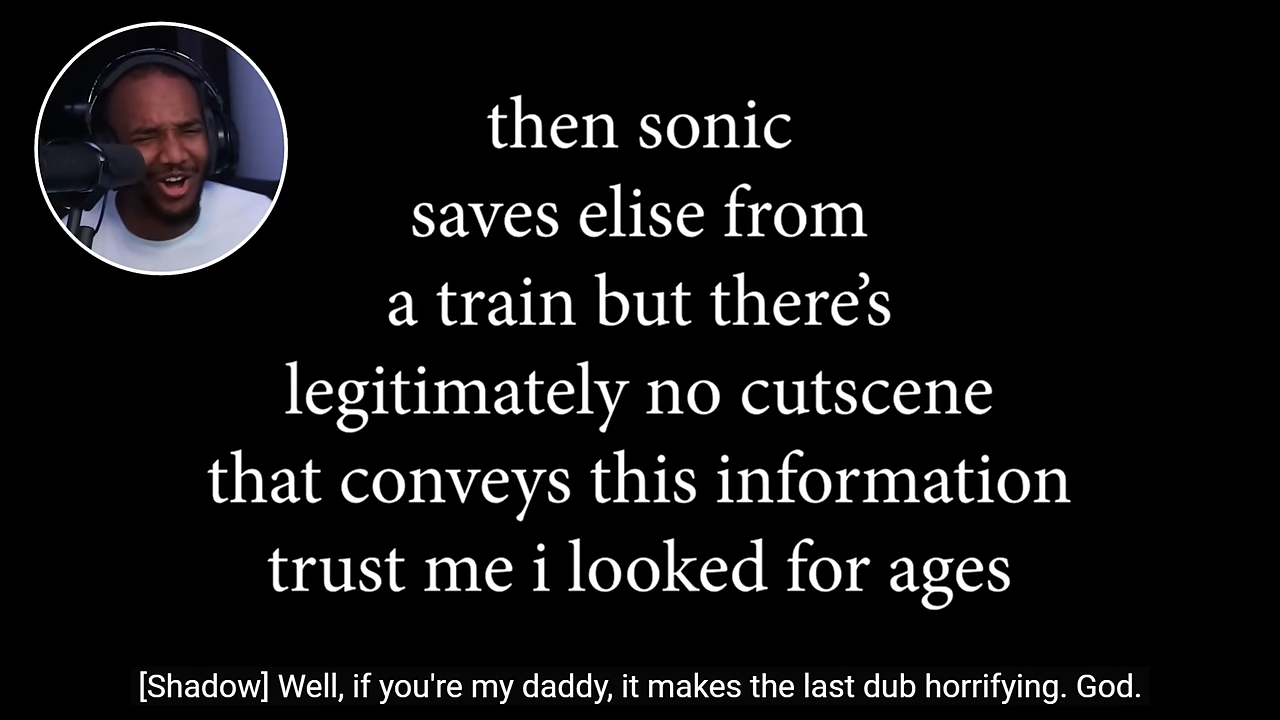 then sonic
saves elise from
a train but there’s
legitimately no cutscene
that conveys this information
trust me i looked for ages
[Shadow] Well, if you're my daddy, it makes the last dub horrifying. God.